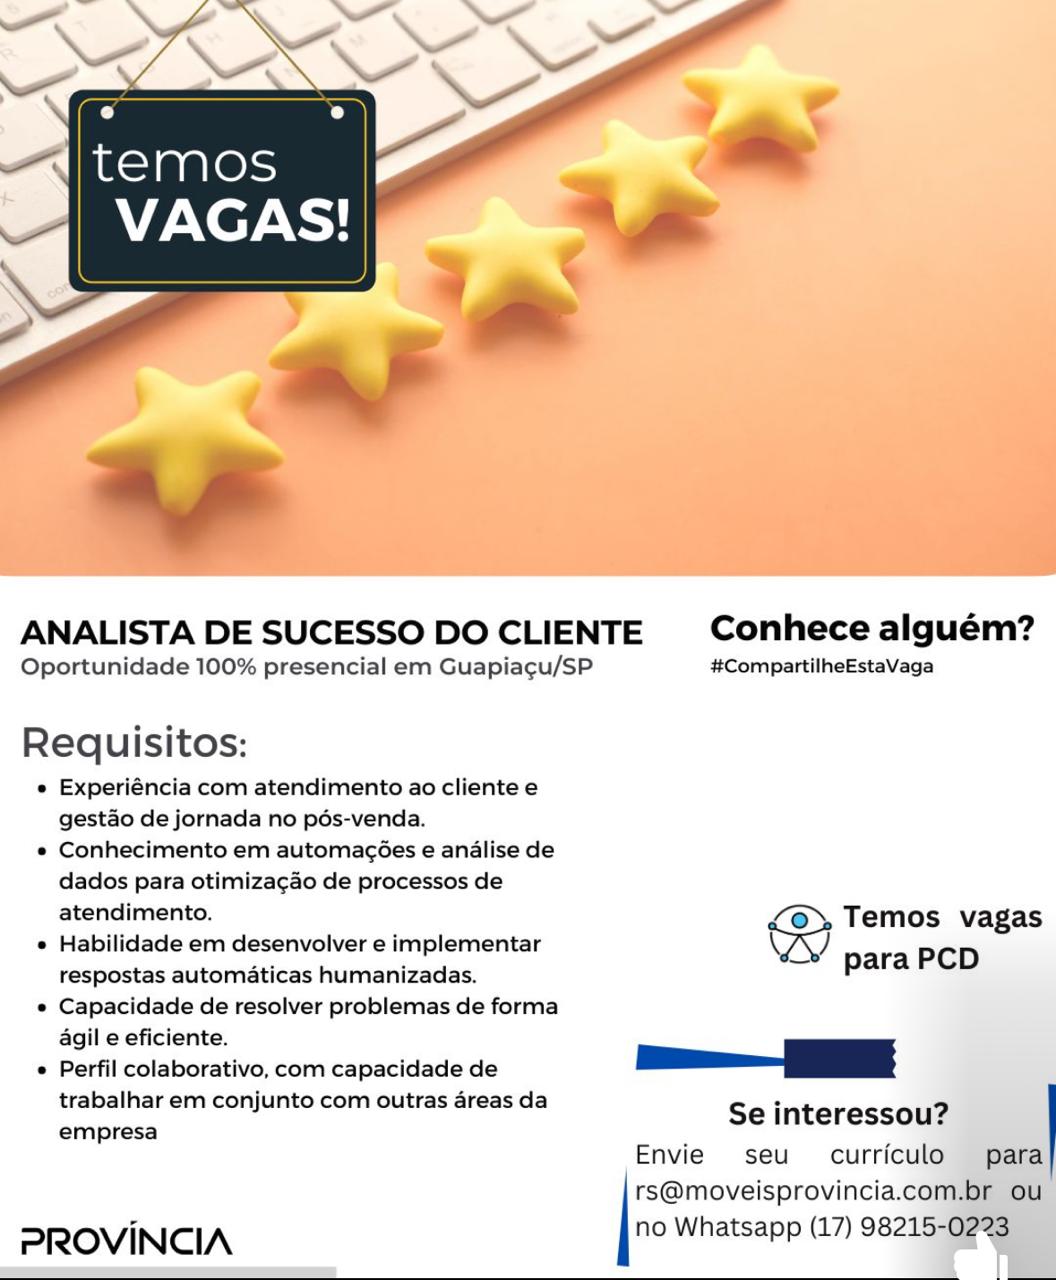 temos
VAGAS!
ANALISTA DE SUCESSO DO CLIENTE
Oportunidade 100% presencial em Guapiaçu/SP
Conhece alguém?
#CompartilheEstaVaga
Requisitos:
• Experiência com atendimento ao cliente e
gestão de jornada no pós-venda.
• Conhecimento em automações e análise de
dados para otimização de processos de
atendimento.
• Habilidade em desenvolver e implementar
respostas automáticas humanizadas.
• Capacidade de resolver problemas de forma
ágil e eficiente.
• Perfil colaborativo, com capacidade de
trabalhar em conjunto com outras áreas da
empresa
Temos vagas
para PCD
Se interessou?
Envie seu currículo para
rs@moveisprovincia.com.br ou
no Whatsapp (17) 98215-0223
PROVÍNCIA